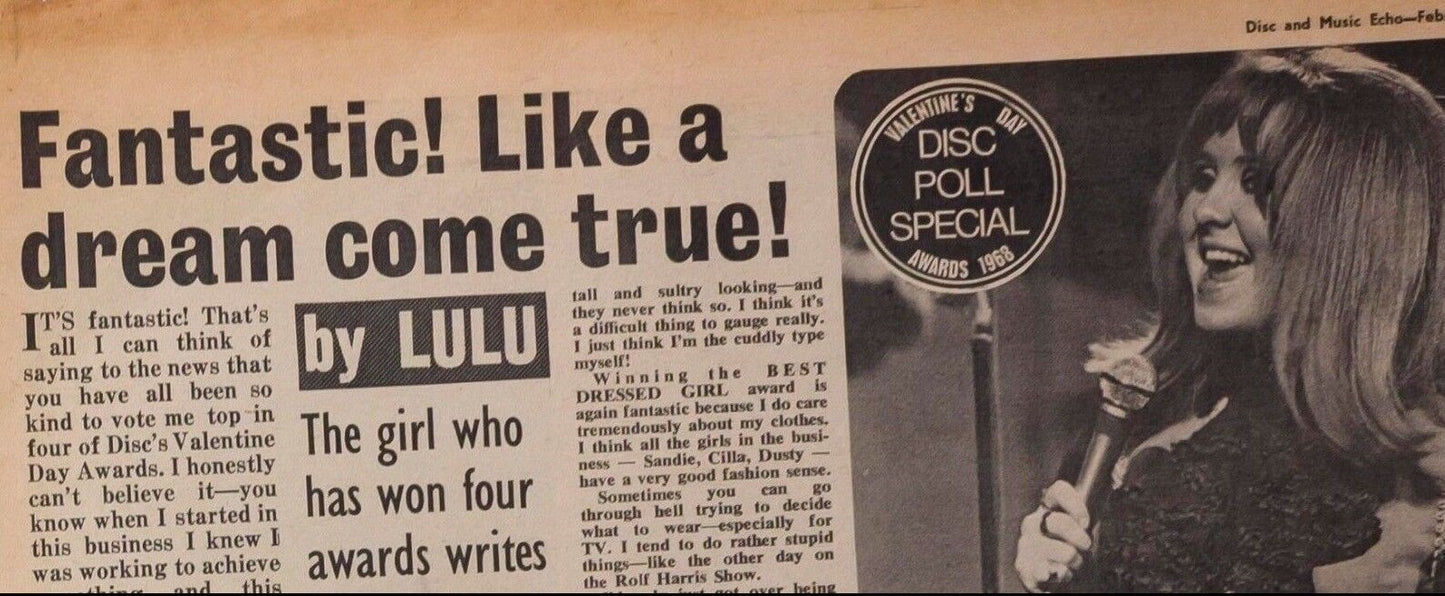 Disc and Music Echo—Feb
Fantastic! Like a
dream come true!
IT'S fantastic! That's
all I can think of
saying to the news that
you have all been so
kind to vote me top in
four of Disc's Valentine
Day Awards. I honestly
can't believe it—you
know when I started in
this business I knew I
was working to achieve
and this
by LULU
The girl who
has won four
awards writes
tall and sultry looking—and
they never think so. I think it's
a difficult thing to gauge really.
I just think I'm the cuddly type
myself!
Winning the BEST
DRESSED GIRL award is
again fantastic because I do care
tremendously about my clothes.
I think all the girls in the busi-
ness — Sandie, Cilla, Dusty —
have a very good fashion sense.
Sometimes you can go
through hell trying to decide
what to wear—especially for
TV. I tend to do rather stupid
things—like the other day on
the Rolf Harris Show.
got over being
VALENTINE'S DAY
DISC
POLL
SPECIAL
AWARDS 1968